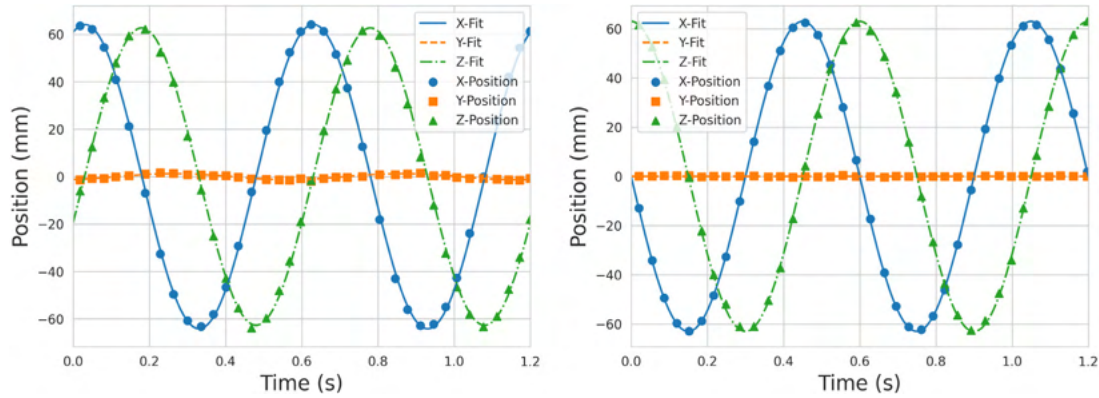 60
40
20
0
−20
−40
−60
Position (mm)
X-Fit
Y-Fit
Z-Fit
X-Position
Y-Position
Z-Position
0.0 0.2 0.4 0.6 0.8 1.0 1.2
Time (s)
60
40
20
0
−20
−40
−60
Position (mm)
X-Fit
Y-Fit
Z-Fit
X-Position
Y-Position
Z-Position
0.0 0.2 0.4 0.6 0.8 1.0 1.2
Time (s)